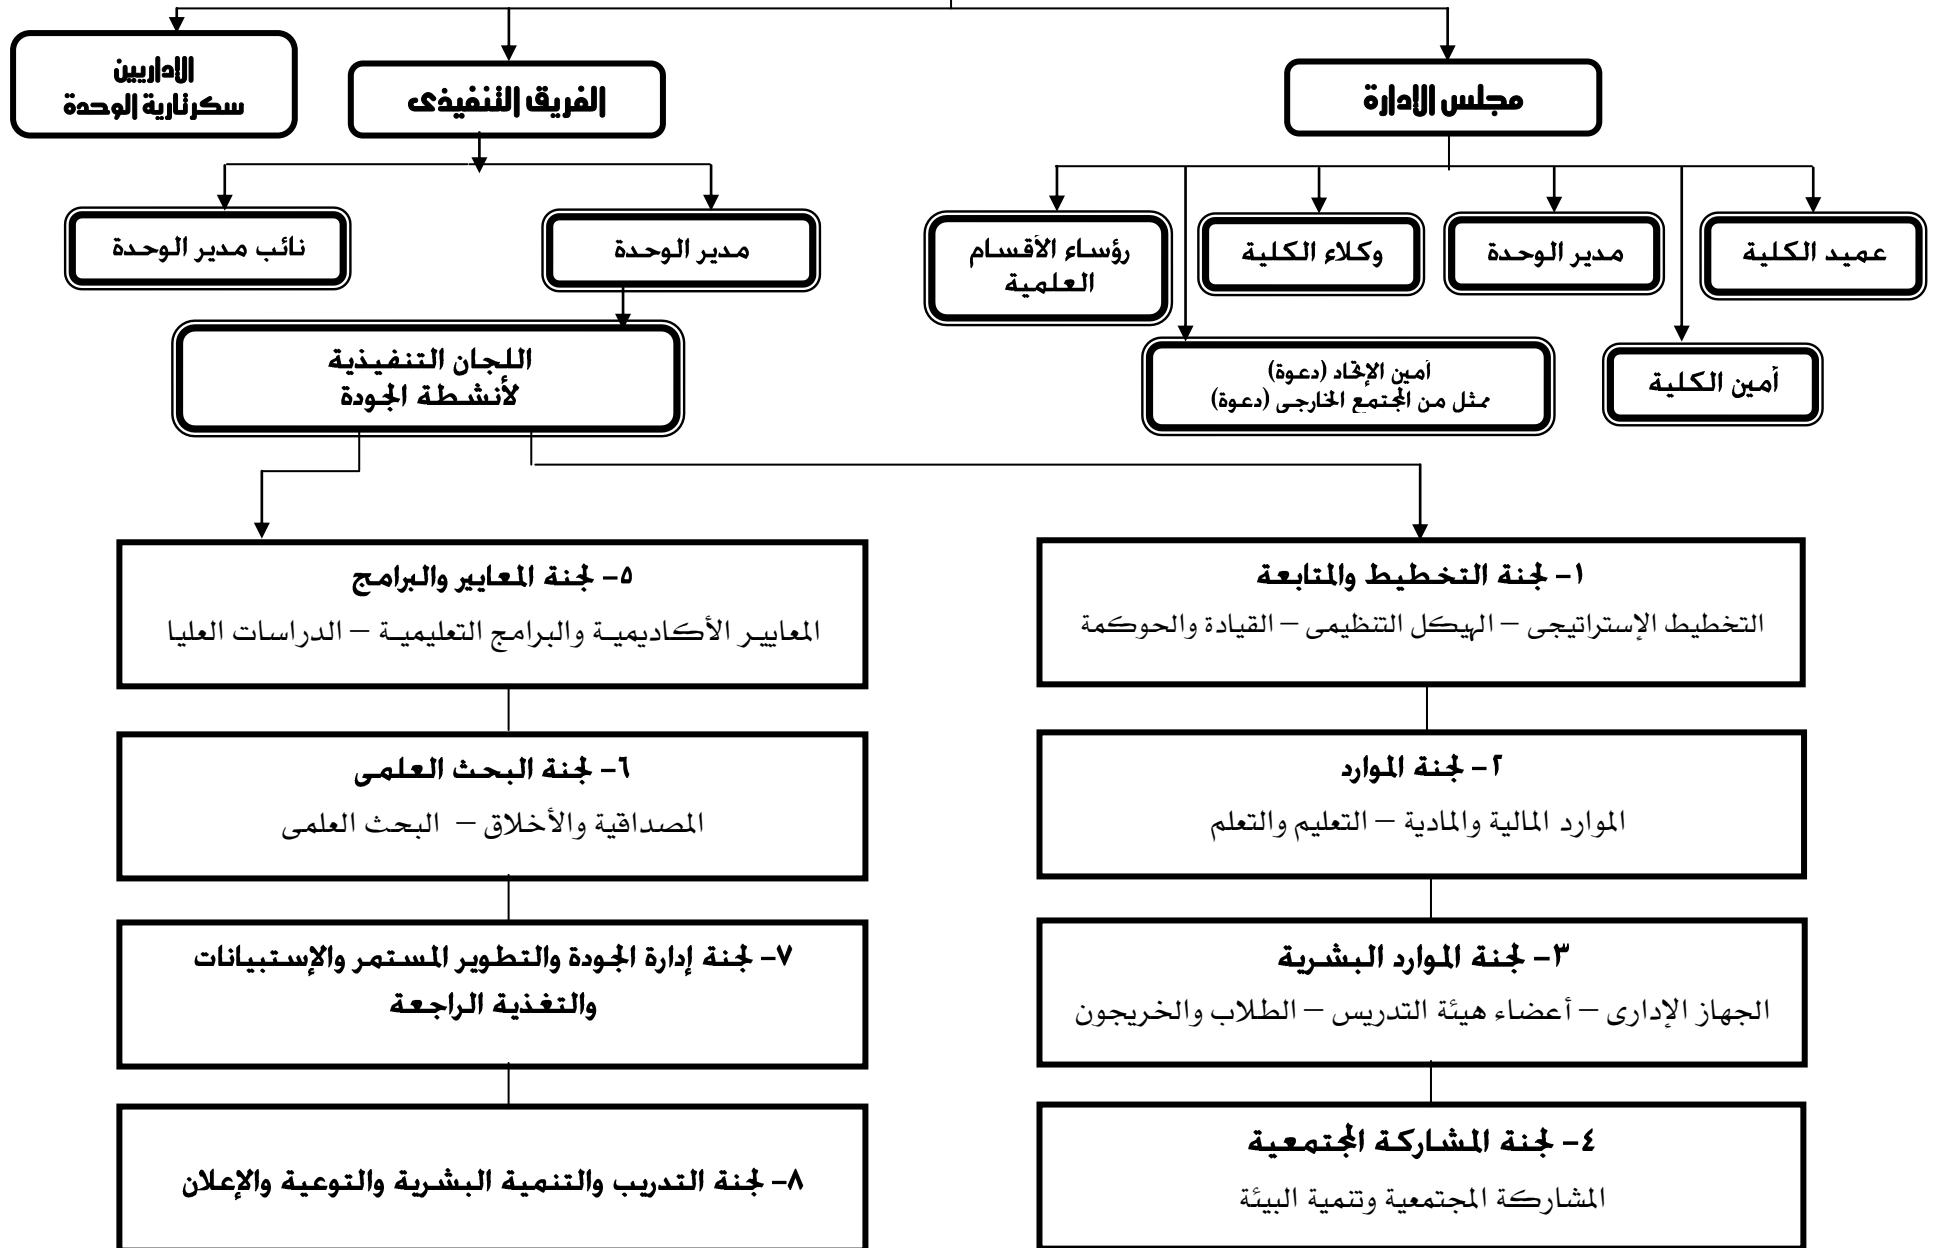 مجلس الإدارة
الفريق التنفيذى
الاداريين
سكرتارية الوحدة
عميد الكلية
مدير الوحدة
وكلاء الكلية
رؤساء الأقسام
العلمية
أمين الكلية
أمين الإتحاد (دعوة)
ممثل من المجتمع الخارجى (دعوة)
مدير الوحدة
نائب مدير الوحدة
اللجان التنفيذية
لأنشطة الجودة
١- لجنة التخطيط والمتابعة
التخطيط الإستراتيجى – الهيكل التنظيمى – القيادة والحوكمة
٢- لجنة الموارد
الموارد المالية والمادية – التعليم والتعلم
٣- لجنة الموارد البشرية
الجهاز الإدارى – أعضاء هيئة التدريس – الطلاب والخريجون
٤- لجنة المشاركة المجتمعية
المشاركة المجتمعية وتنمية البيئة
٥- لجنة المعايير والبرامج
المعايير الأكاديمية والبرامج التعليمية – الدراسات العليا
٦- لجنة البحث العلمى
المصداقية والأخلاق – البحث العلمى
٧- لجنة إدارة الجودة والتطوير المستمر والإستبيانات
والتغذية الراجعة
٨- لجنة التدريب والتنمية البشرية والتوعية والإعلان